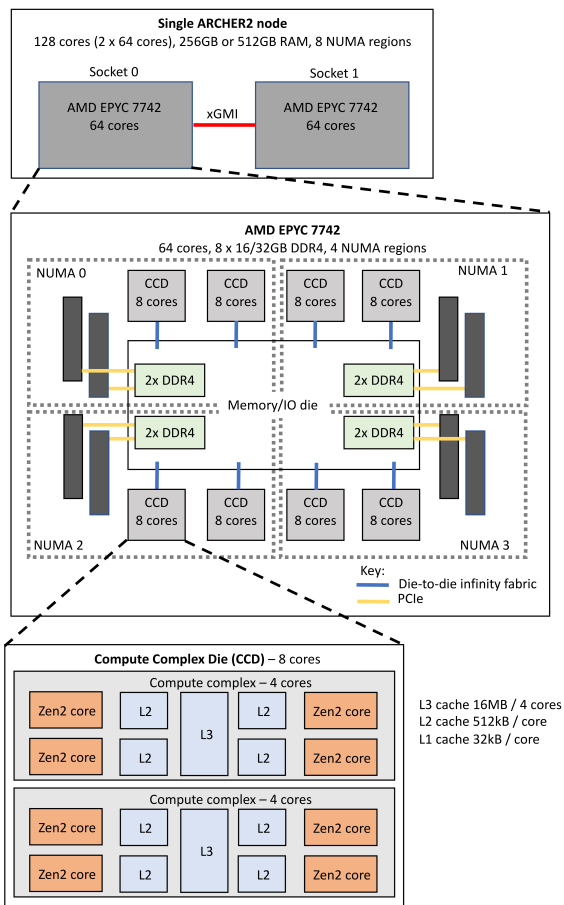 Single ARCHER2 node
128 cores (2 x 64 cores), 256GB or 512GB RAM, 8 NUMA regions
Socket 0
Socket 1
AMD EPYC 7742
64 cores
xGMI
AMD EPYC 7742
64 cores
AMD EPYC 7742
64 cores, 8 x 16/32GB DDR4, 4 NUMA regions
NUMA 0
CCD
8 cores
CCD
8 cores
CCD
8 cores
CCD
8 cores
NUMA 1
2x DDR4
2x DDR4
Memory/IO die
2x DDR4
2x DDR4
NUMA 2
CCD
8 cores
CCD
8 cores
CCD
8 cores
CCD
8 cores
NUMA 3
Key:
Die-to-die infinity fabric
PCIe
Compute Complex Die (CCD) – 8 cores
Compute complex – 4 cores
Zen2 core
L2
L3
L2
Zen2 core
Zen2 core
L2
L2
Zen2 core
Compute complex – 4 cores
Zen2 core
L2
L3
L2
Zen2 core
Zen2 core
L2
L2
Zen2 core
L3 cache 16MB / 4 cores
L2 cache 512kB / core
L1 cache 32kB / core